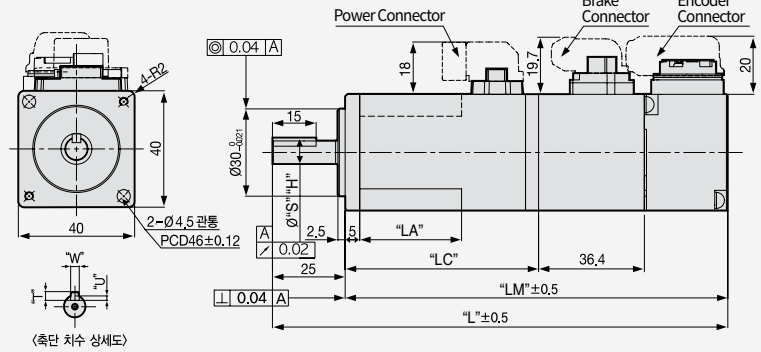 Power Connector
Brake
Connector
Encoder
Connector
◎ 0.04 A
4-R2
18
19.7
20
15
40
Ø30 0 -0.021
Ø"S" "H"
40
2-Ø4.5 관통
PCD46±0.12
A
↗ 0.02
2.5
5
"LA"
25
"LC"
36.4
⊥ 0.04 A
"LM"±0.5
"L"±0.5
"W"
"T"
"U"
<축단 치수 상세도>